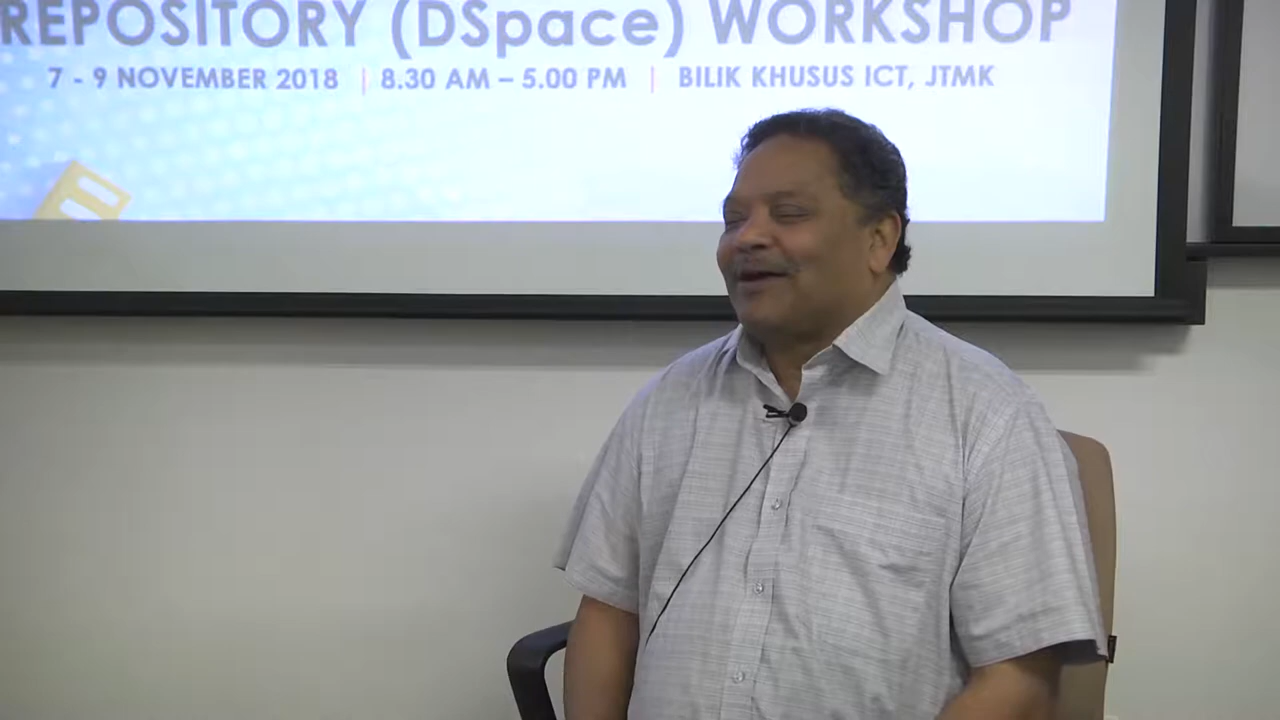 REPOSITORY (DSpace) WORKSHOP
7 - 9 NOVEMBER 2018 | 8.30 AM – 5.00 PM | BILIK KHUSUS ICT, JTMK